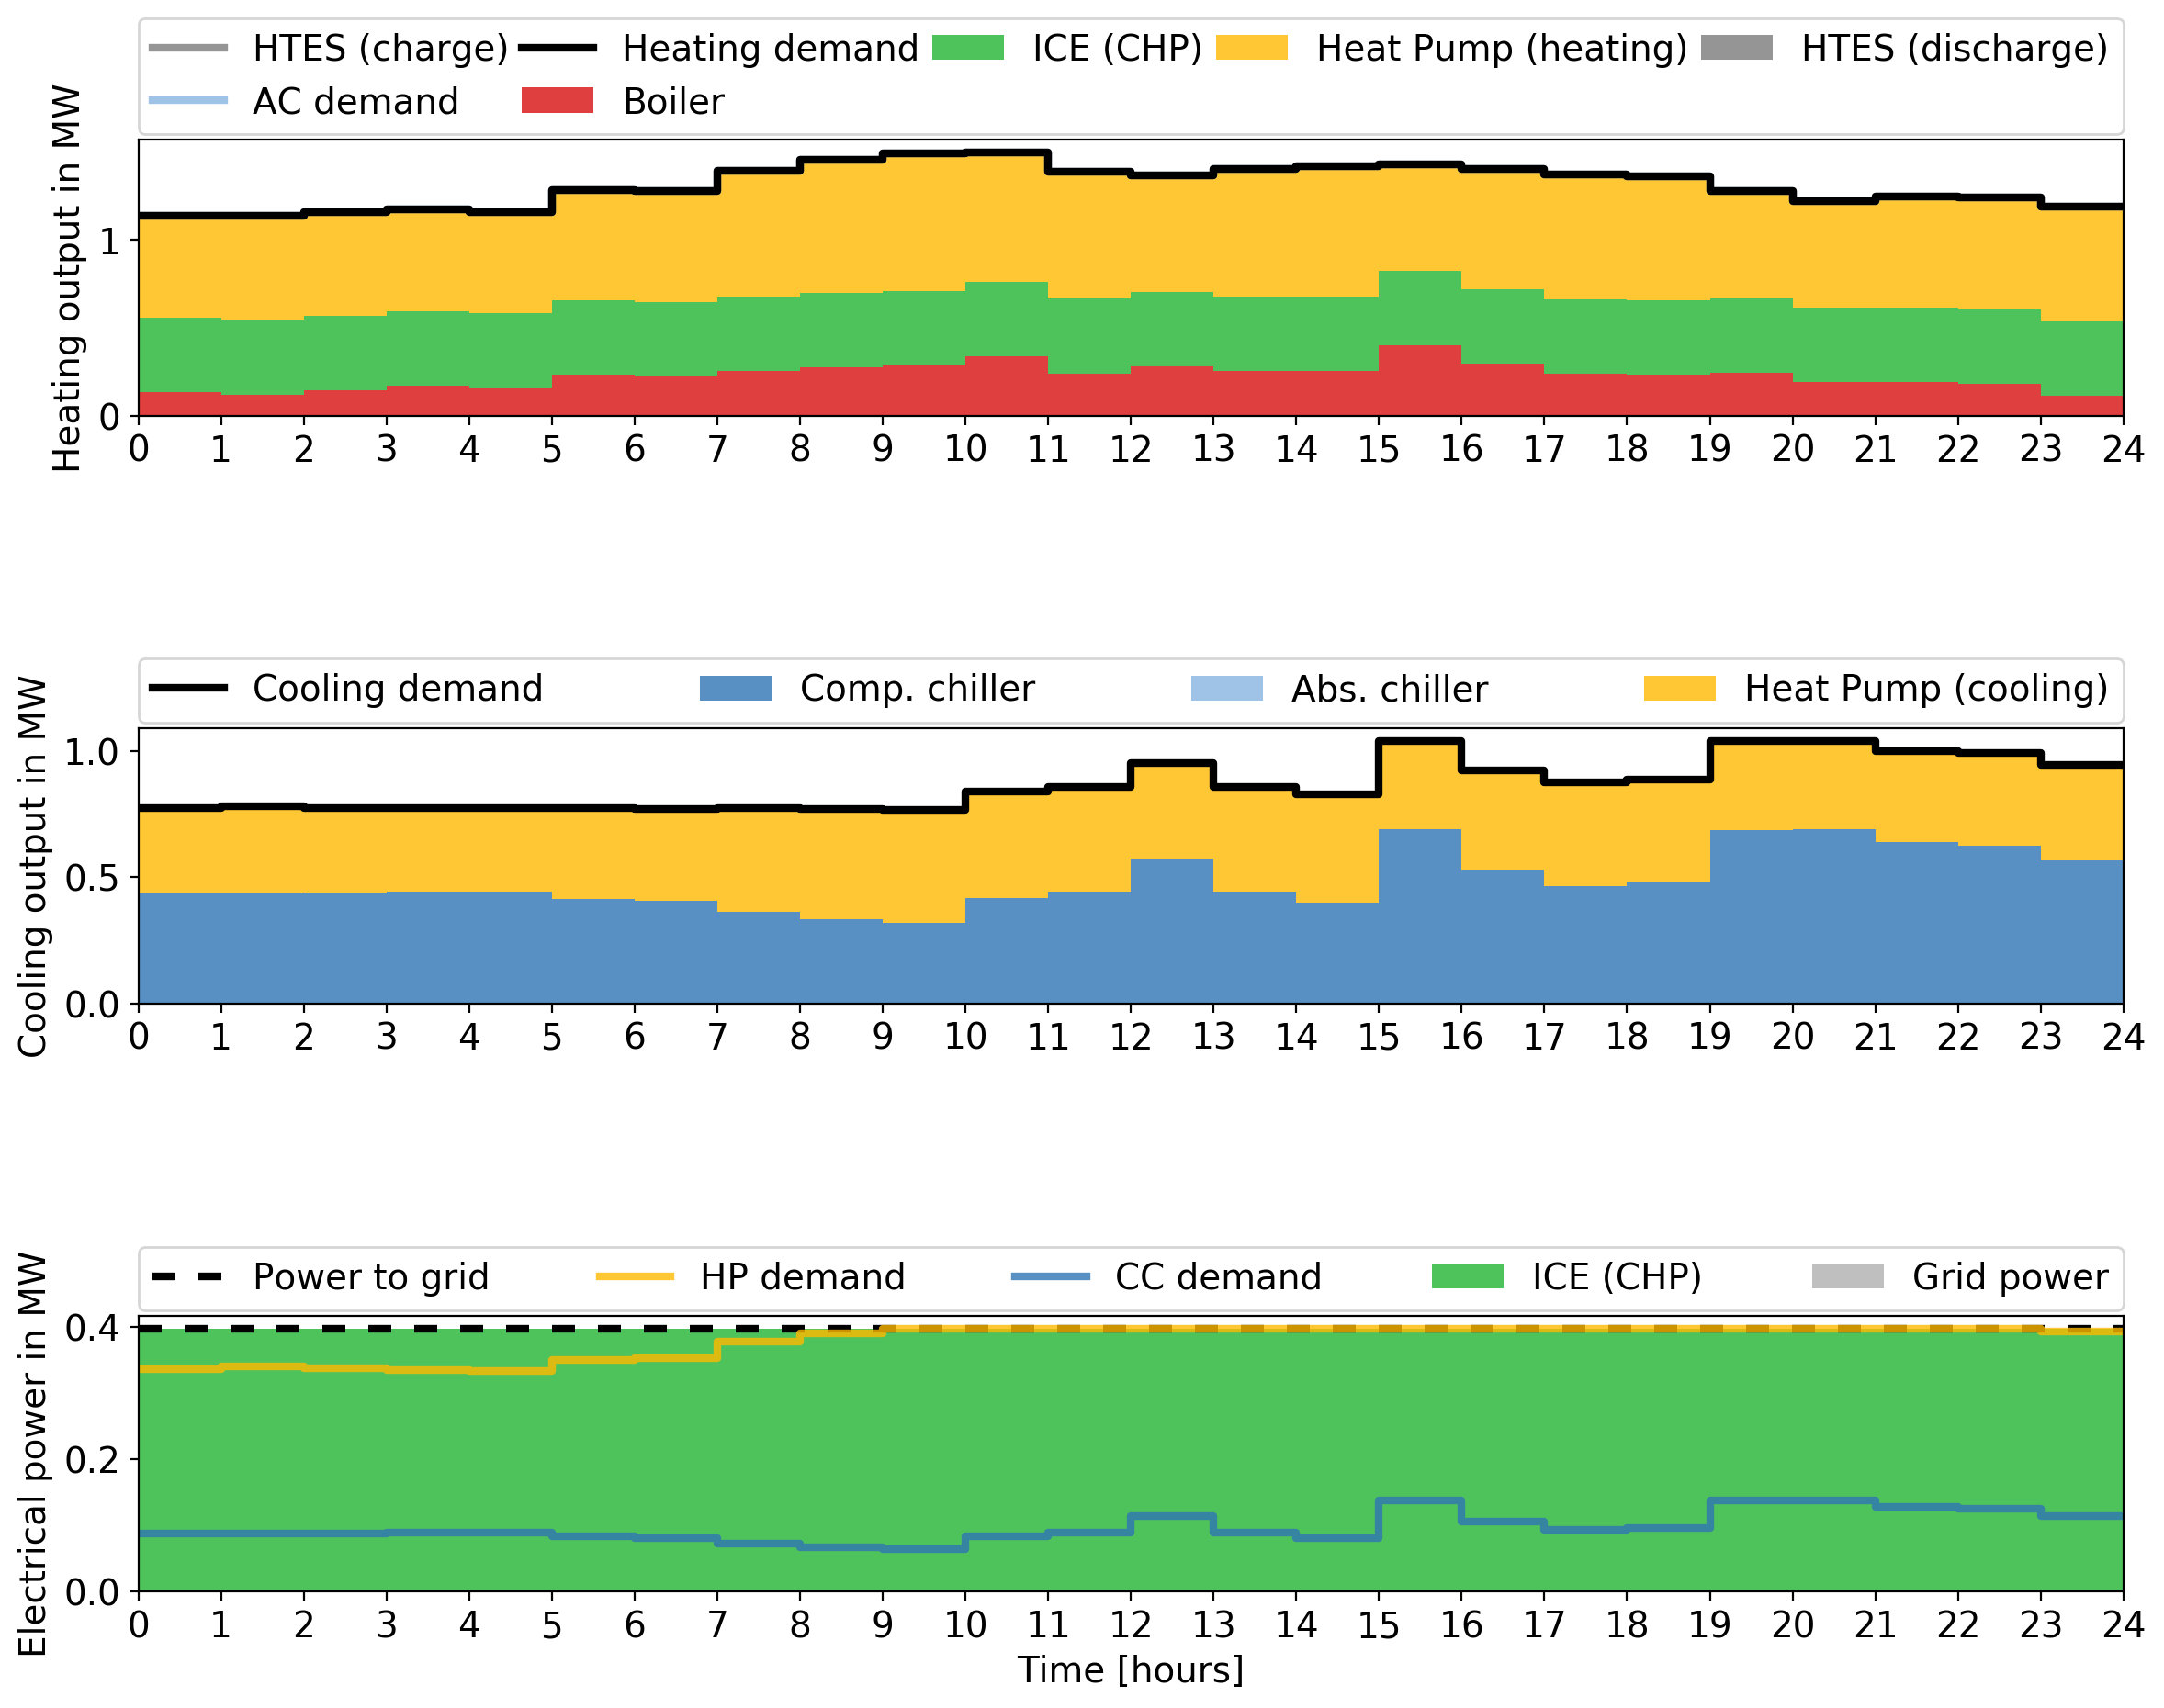 HTES (charge) Heating demand ICE (CHP) Heat Pump (heating) HTES (discharge)
AC demand Boiler
Heating output in MW
1
0
0 1 2 3 4 5 6 7 8 9 10 11 12 13 14 15 16 17 18 19 20 21 22 23 24
Cooling demand Comp. chiller Abs. chiller Heat Pump (cooling)
Cooling output in MW
1.0
0.5
0.0
0 1 2 3 4 5 6 7 8 9 10 11 12 13 14 15 16 17 18 19 20 21 22 23 24
Power to grid HP demand CC demand ICE (CHP) Grid power
Electrical power in MW
0.4
0.2
0.0
0 1 2 3 4 5 6 7 8 9 10 11 12 13 14 15 16 17 18 19 20 21 22 23 24
Time [hours]